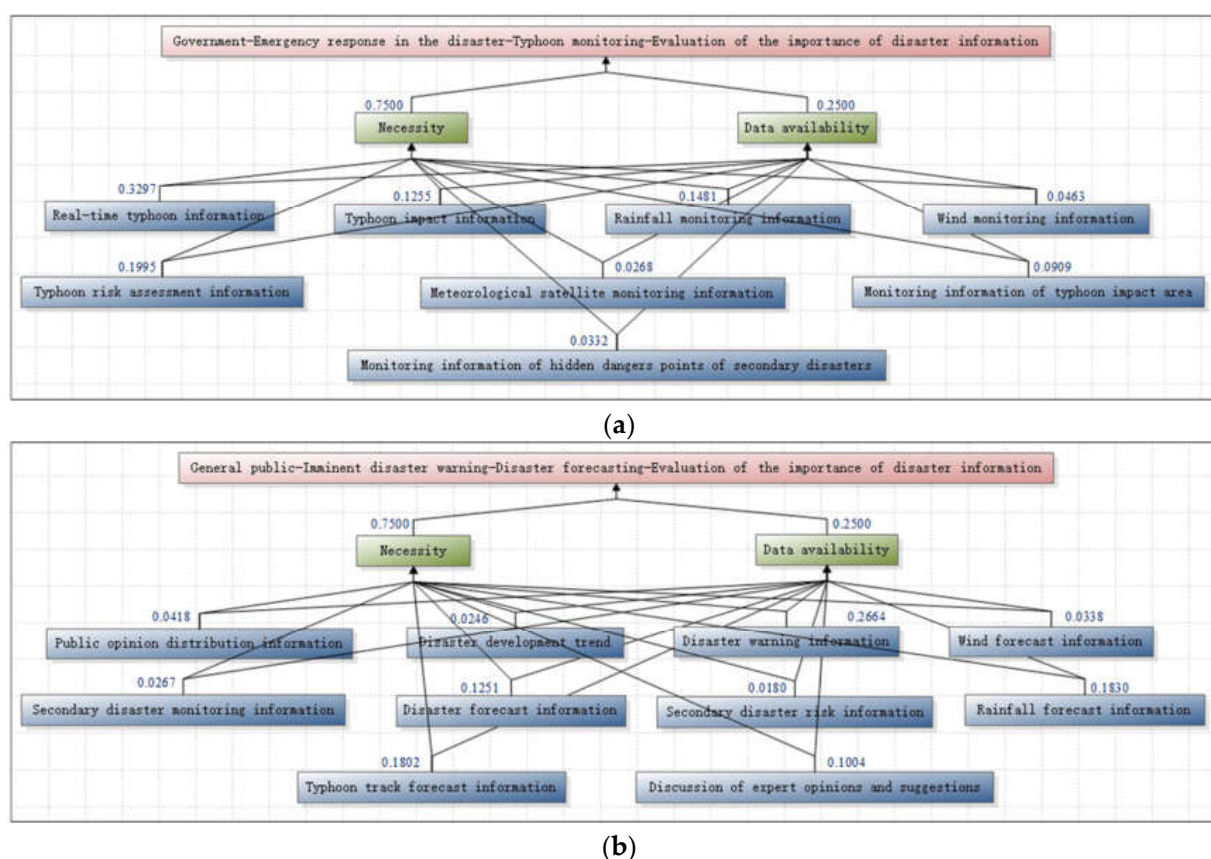 Government-Emergency response in the disaster-Typhoon monitoring-Evaluation of the importance of disaster information
0.7500 0.2500
Necessity Data availability
0.3297 0.1255 0.1481 0.0463
Real-time typhoon information Typhoon impact information Rainfall monitoring information Wind monitoring information
0.1995 0.0268 0.0909
Typhoon risk assessment information Meteorological satellite monitoring information Monitoring information of typhoon impact area
0.0332
Monitoring information of hidden dangers points of secondary disasters
(a)
General public-Imminent disaster warning-Disaster forecasting-Evaluation of the importance of disaster information
0.7500 0.2500
Necessity Data availability
0.0418 0.0246 0.2664 0.0338
Public opinion distribution information Disaster development trend Disaster warning information Wind forecast information
0.0267 0.1251 0.0180 0.1830
Secondary disaster monitoring information Disaster forecast information Secondary disaster risk information Rainfall forecast information
0.1802 0.1004
Typhoon track forecast information Discussion of expert opinions and suggestions
(b)